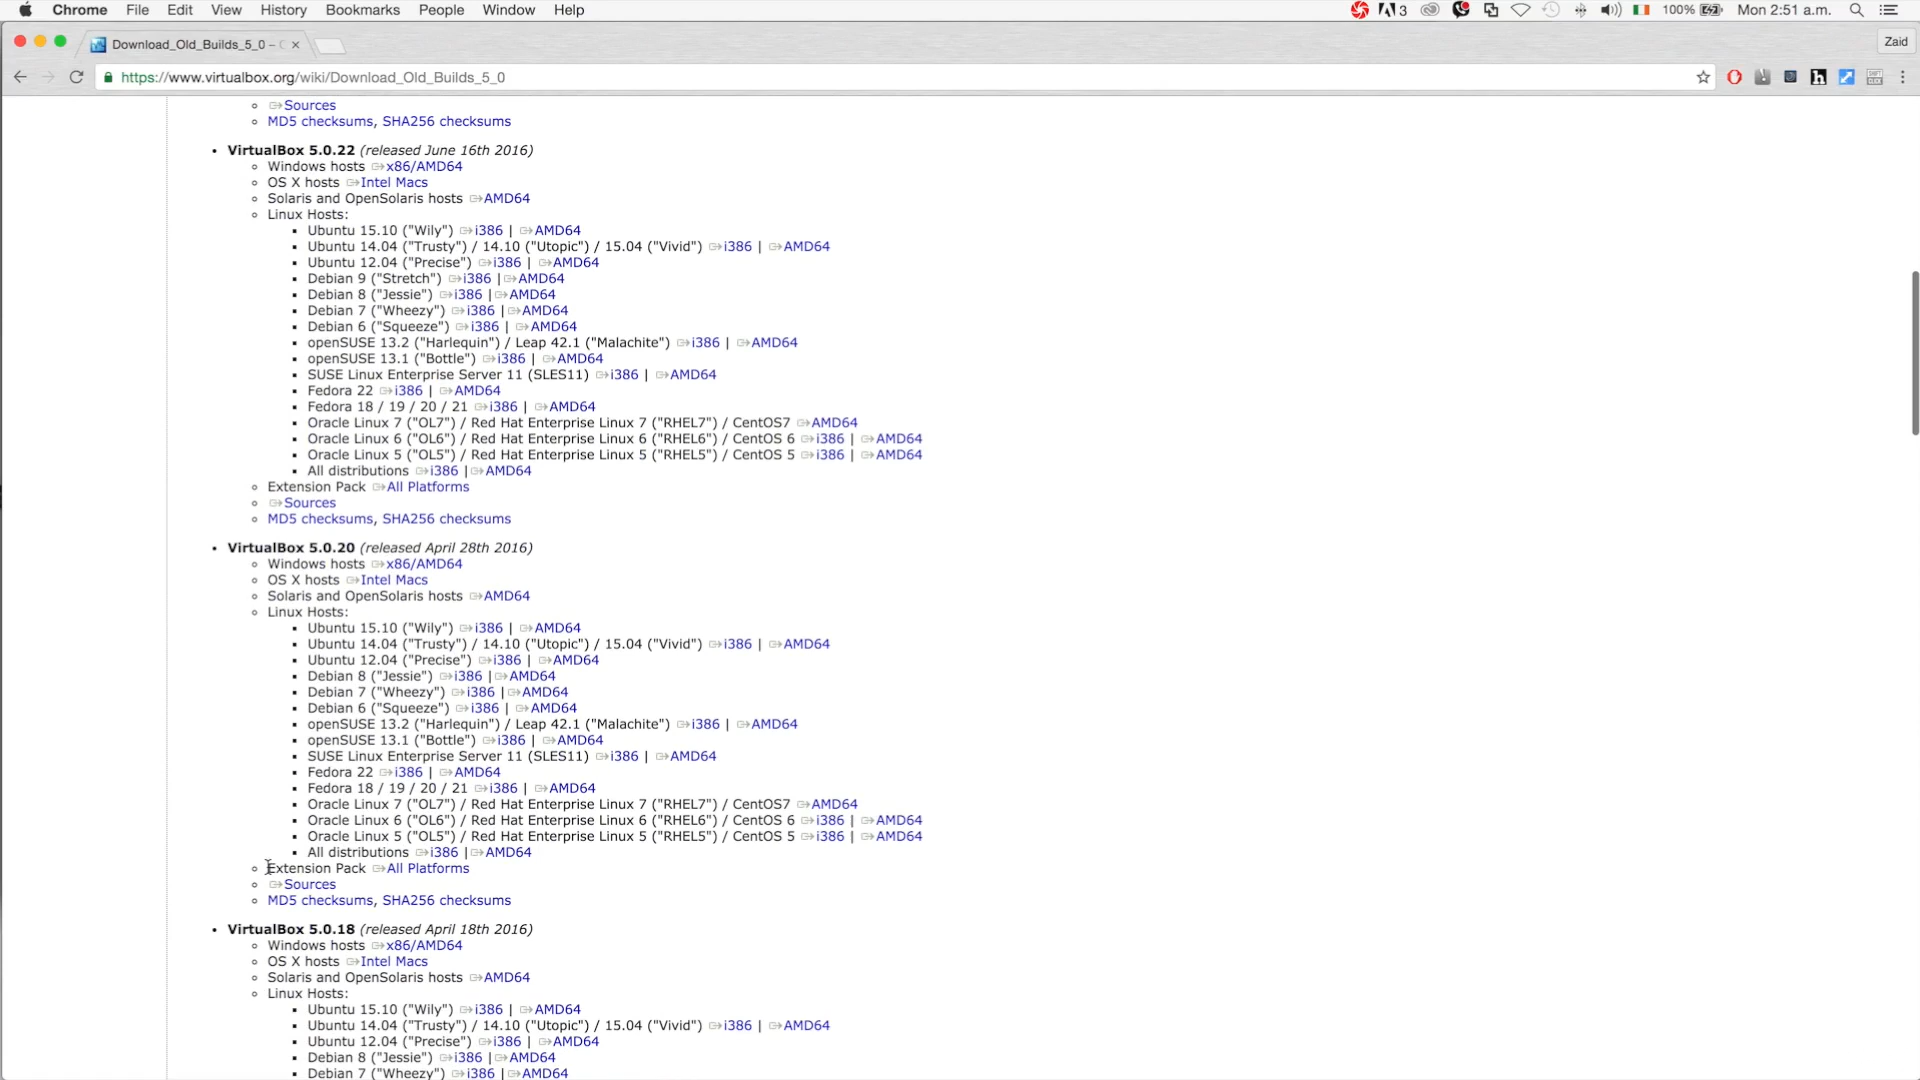 Chrome File Edit View History Bookmarks People Window Help 3 100% Mon 2:51 a.m.
Download_Old_Builds_5_0 – Zaid
https://www.virtualbox.org/wiki/Download_Old_Builds_5_0
Sources
MD5 checksums, SHA256 checksums
VirtualBox 5.0.22 (released June 16th 2016)
Windows hosts x86/AMD64
OS X hosts Intel Macs
Solaris and OpenSolaris hosts AMD64
Linux Hosts:
Ubuntu 15.10 ("Wily") i386 | AMD64
Ubuntu 14.04 ("Trusty") / 14.10 ("Utopic") / 15.04 ("Vivid") i386 | AMD64
Ubuntu 12.04 ("Precise") i386 | AMD64
Debian 9 ("Stretch") i386 | AMD64
Debian 8 ("Jessie") i386 | AMD64
Debian 7 ("Wheezy") i386 | AMD64
Debian 6 ("Squeeze") i386 | AMD64
openSUSE 13.2 ("Harlequin") / Leap 42.1 ("Malachite") i386 | AMD64
openSUSE 13.1 ("Bottle") i386 | AMD64
SUSE Linux Enterprise Server 11 (SLES11) i386 | AMD64
Fedora 22 i386 | AMD64
Fedora 18 / 19 / 20 / 21 i386 | AMD64
Oracle Linux 7 ("OL7") / Red Hat Enterprise Linux 7 ("RHEL7") / CentOS7 AMD64
Oracle Linux 6 ("OL6") / Red Hat Enterprise Linux 6 ("RHEL6") / CentOS 6 i386 | AMD64
Oracle Linux 5 ("OL5") / Red Hat Enterprise Linux 5 ("RHEL5") / CentOS 5 i386 | AMD64
All distributions i386 | AMD64
Extension Pack All Platforms
Sources
MD5 checksums, SHA256 checksums
VirtualBox 5.0.20 (released April 28th 2016)
Windows hosts x86/AMD64
OS X hosts Intel Macs
Solaris and OpenSolaris hosts AMD64
Linux Hosts:
Ubuntu 15.10 ("Wily") i386 | AMD64
Ubuntu 14.04 ("Trusty") / 14.10 ("Utopic") / 15.04 ("Vivid") i386 | AMD64
Ubuntu 12.04 ("Precise") i386 | AMD64
Debian 8 ("Jessie") i386 | AMD64
Debian 7 ("Wheezy") i386 | AMD64
Debian 6 ("Squeeze") i386 | AMD64
openSUSE 13.2 ("Harlequin") / Leap 42.1 ("Malachite") i386 | AMD64
openSUSE 13.1 ("Bottle") i386 | AMD64
SUSE Linux Enterprise Server 11 (SLES11) i386 | AMD64
Fedora 22 i386 | AMD64
Fedora 18 / 19 / 20 / 21 i386 | AMD64
Oracle Linux 7 ("OL7") / Red Hat Enterprise Linux 7 ("RHEL7") / CentOS7 AMD64
Oracle Linux 6 ("OL6") / Red Hat Enterprise Linux 6 ("RHEL6") / CentOS 6 i386 | AMD64
Oracle Linux 5 ("OL5") / Red Hat Enterprise Linux 5 ("RHEL5") / CentOS 5 i386 | AMD64
All distributions i386 | AMD64
Extension Pack All Platforms
Sources
MD5 checksums, SHA256 checksums
VirtualBox 5.0.18 (released April 18th 2016)
Windows hosts x86/AMD64
OS X hosts Intel Macs
Solaris and OpenSolaris hosts AMD64
Linux Hosts:
Ubuntu 15.10 ("Wily") i386 | AMD64
Ubuntu 14.04 ("Trusty") / 14.10 ("Utopic") / 15.04 ("Vivid") i386 | AMD64
Ubuntu 12.04 ("Precise") i386 | AMD64
Debian 8 ("Jessie") i386 | AMD64
Debian 7 ("Wheezy") i386 | AMD64